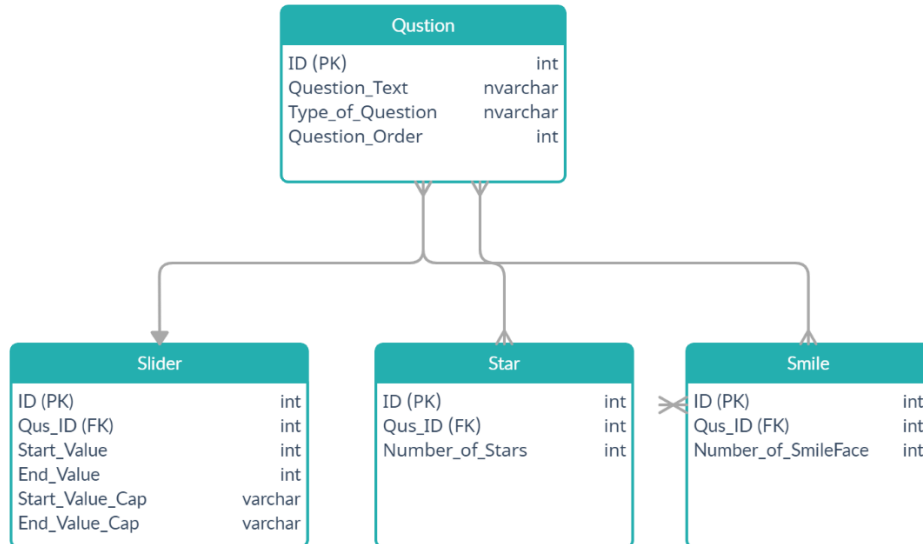 Qustion
ID (PK) int
Question_Text nvarchar
Type_of_Question nvarchar
Question_Order int
Slider
ID (PK) int
Qus_ID (FK) int
Start_Value int
End_Value int
Start_Value_Cap varchar
End_Value_Cap varchar
Star
ID (PK) int
Qus_ID (FK) int
Number_of_Stars int
Smile
ID (PK) int
Qus_ID (FK) int
Number_of_SmileFace int